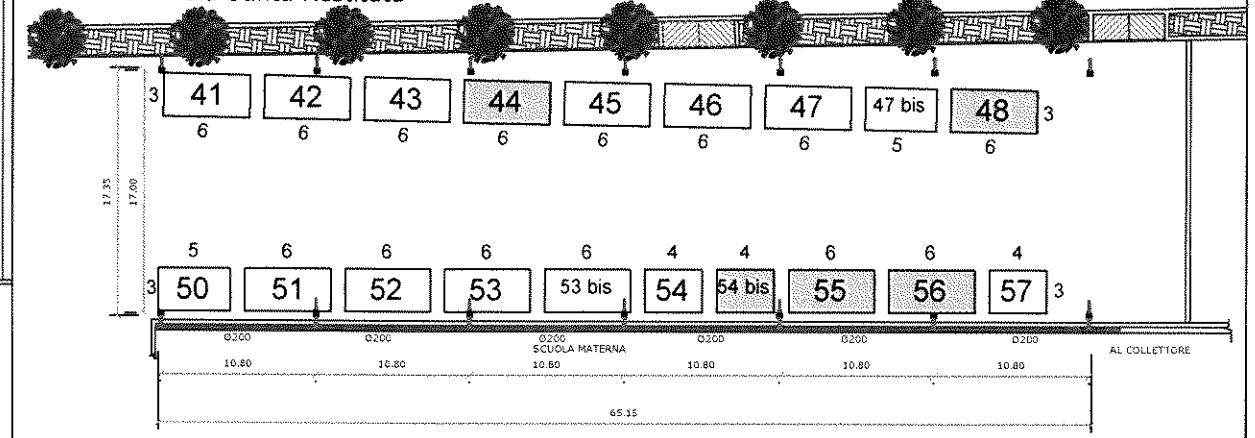 3 41 42 43 44 45 46 47 47 bis 48 3
6 6 6 6 6 6 6 5 6
17.35 17.00
5 6 6 6 6 4 4 6 6 4
3 50 51 52 53 53 bis 54 54 bis 55 56 57 3
Ø200 Ø200 Ø200 Ø200 Ø200 Ø200
SCUOLA MATERNA AL COLLETTORE
10.80 10.80 10.80 10.80 10.80 10.80
65.15